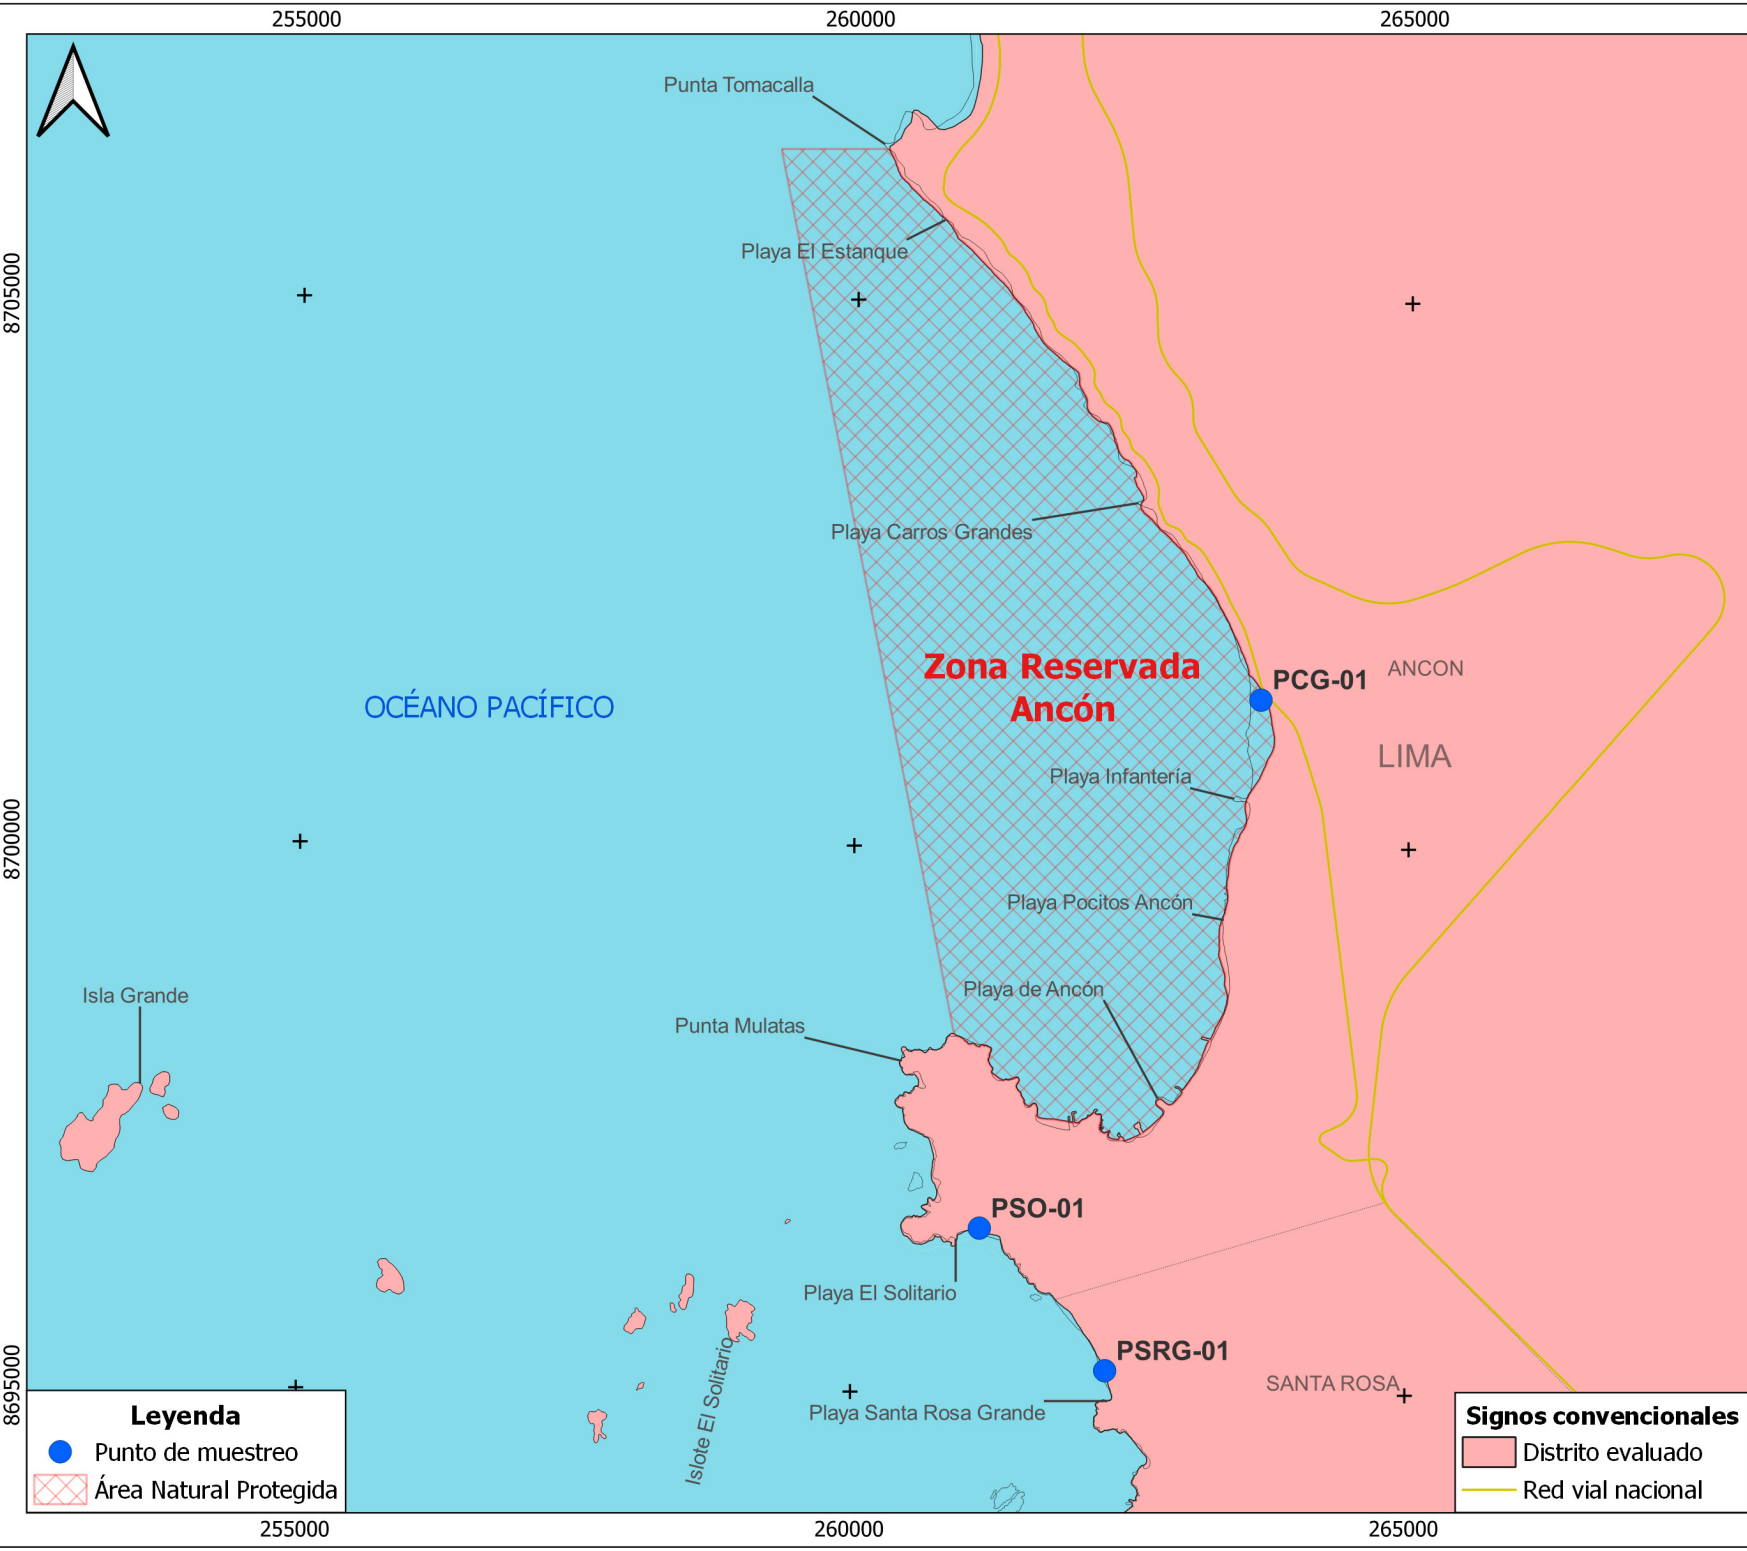 255000
260000
265000
Punta Tomacalla
Playa El Estanque
8705000
Playa Carros Grandes
Zona Reservada
Ancón
PCG-01
ANCON
OCÉANO PACÍFICO
LIMA
Playa Infantería
8700000
Playa Pocitos Ancón
Playa de Ancón
Isla Grande
Punta Mulatas
PSO-01
Playa El Solitario
PSRG-01
Islote El Solitario
SANTA ROSA
8695000
Playa Santa Rosa Grande
Leyenda
Punto de muestreo
Área Natural Protegida
Signos convencionales
Distrito evaluado
Red vial nacional
255000
260000
265000